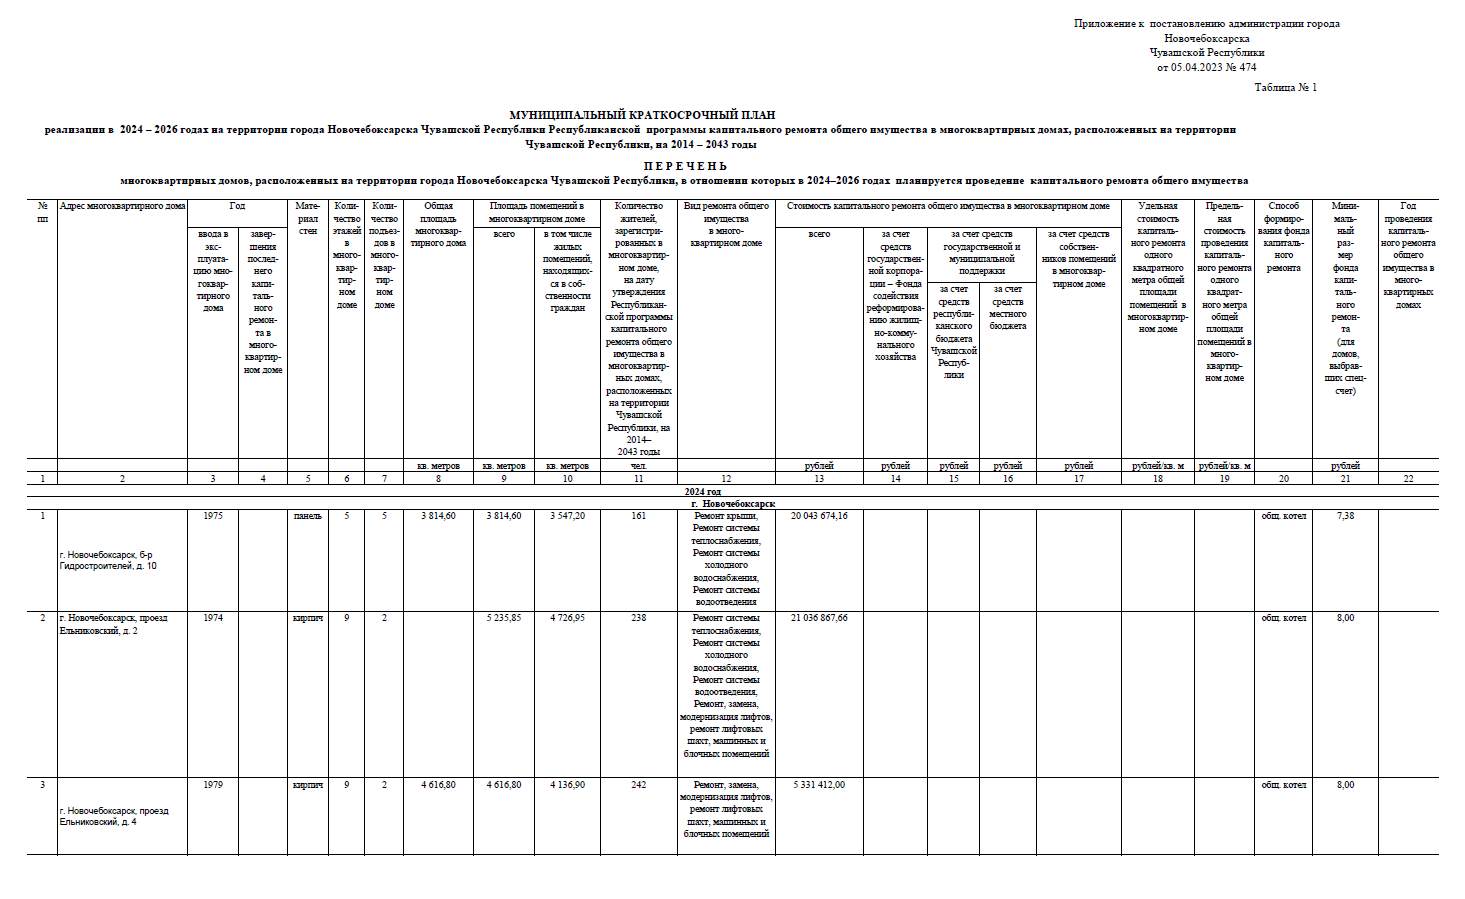 Приложение к постановлению администрации города
Новочебоксарска
Чувашской Республики
от 05.04.2023 № 474
Таблица № 1
МУНИЦИПАЛЬНЫЙ КРАТКОСРОЧНЫЙ ПЛАН
реализации в 2024 – 2026 годах на территории города Новочебоксарска Чувашской Республики Республиканской программы капитального ремонта общего имущества в многоквартирных домах, расположенных на территории
Чувашской Республики, на 2014 – 2043 годы
П Е Р Е Ч Е Н Ь
многоквартирных домов, расположенных на территории города Новочебоксарска Чувашской Республики, в отношении которых в 2024–2026 годах планируется проведение капитального ремонта общего имущества
№
пп
Адрес многоквартирного дома
Год
ввода в
экс-
плуата-
цию мно-
гоквар-
тирного
дома
завер-
шения
послед-
него
капи-
таль-
ного
ремон-
та в
много-
квартир-
ном доме
Мате-
риал
стен
Коли-
чество
этажей
в
много-
квар-
тир-
ном
доме
Коли-
чество
подъез-
дов в
много-
квар-
тир-
ном
доме
Общая
площадь
многоквар-
тирного дома
Площадь помещений в
многоквартирном доме
всего
в том числе
жилых
помещений,
находящих-
ся в соб-
ственности
граждан
Количество
жителей,
зарегистри-
рованных в
многоквартир-
ном доме,
на дату
утверждения
Республикан-
ской программы
капитального
ремонта общего
имущества в
многоквартир-
ных домах,
расположенных
на территории
Чувашской
Республики, на
2014–
2043 годы
Вид ремонта общего
имущества
в много-
квартирном доме
Стоимость капитального ремонта общего имущества в многоквартирном доме
всего
за счет
средств
государствен-
ной корпора-
ции – Фонда
содействия
реформирова-
нию жилищ-
но-комму-
нального
хозяйства
за счет средств
государственной и
муниципальной
поддержки
за счет
средств
республи-
канского
бюджета
Чувашской
Респуб-
лики
за счет
средств
местного
бюджета
за счет средств
собствен-
ников помещений
в многоквар-
тирном доме
Удельная
стоимость
капиталь-
ного ремонта
одного
квадратного
метра общей
площади
помещений в
многоквартир-
ном доме
Предель-
ная
стоимость
проведения
капиталь-
ного ремонта
одного
квадрат-
ного метра
общей
площади
помещений в
много-
квартир-
ном доме
Способ
формиро-
вания фонда
капиталь-
ного
ремонта
Мини-
маль-
ный
раз-
мер
фонда
капи-
таль-
ного
ремон-
та
(для
домов,
выбрав-
ших спец-
счет)
Год
проведения
капиталь-
ного ремонта
общего
имущества в
много-
квартирных
домах
кв. метров кв. метров кв. метров чел. рублей рублей рублей рублей рублей рублей/кв. м рублей/кв. м рублей
1 2 3 4 5 6 7 8 9 10 11 12 13 14 15 16 17 18 19 20 21 22
2024 год
г. Новочебоксарск
1
г. Новочебоксарск, б-р
Гидростроителей, д. 10
1975 панель 5 5 3 814,60 3 814,60 3 547,20 161
Ремонт крыши,
Ремонт системы
теплоснабжения,
Ремонт системы
холодного
водоснабжения,
Ремонт системы
водоотведения
20 043 674,16 общ. котел 7,38
2
г. Новочебоксарск, проезд
Ельниковский, д. 2
1974 кирпич 9 2 5 235,85 4 726,95 238
Ремонт системы
теплоснабжения,
Ремонт системы
холодного
водоснабжения,
Ремонт системы
водоотведения,
Ремонт, замена,
модернизация лифтов,
ремонт лифтовых
шахт, машинных и
блочных помещений
21 036 867,66 общ. котел 8,00
3
г. Новочебоксарск, проезд
Ельниковский, д. 4
1979 кирпич 9 2 4 616,80 4 616,80 4 136,90 242
Ремонт, замена,
модернизация лифтов,
ремонт лифтовых
шахт, машинных и
блочных помещений
5 331 412,00 общ. котел 8,00